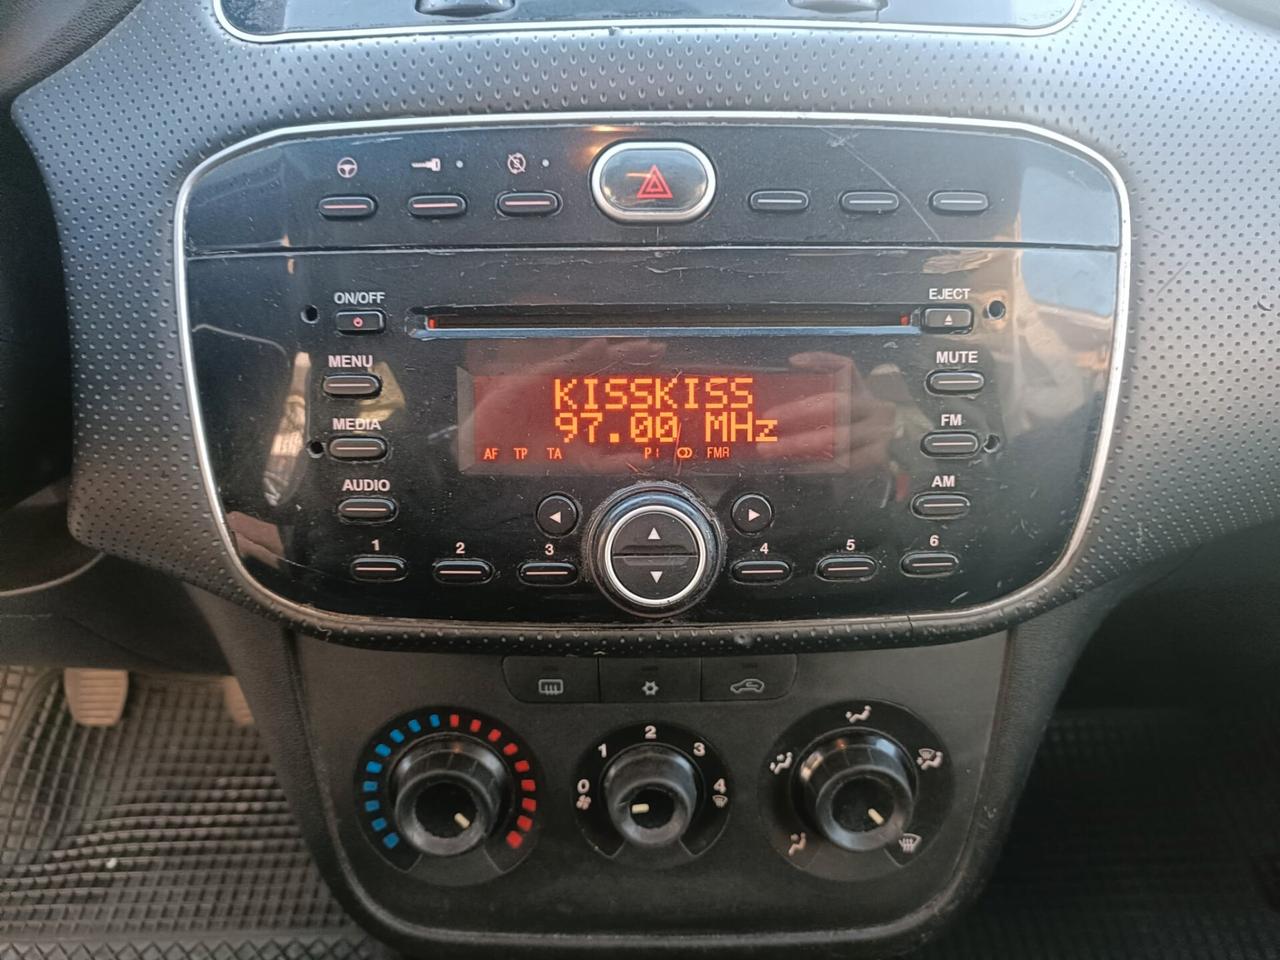 ON/OFF
EJECT
MENU
MUTE
KISSKISS
97.00 MHz
MEDIA
FM
AF TP TA
AUDIO
AM
1 2 3 4 5 6
0 1 2 3 4